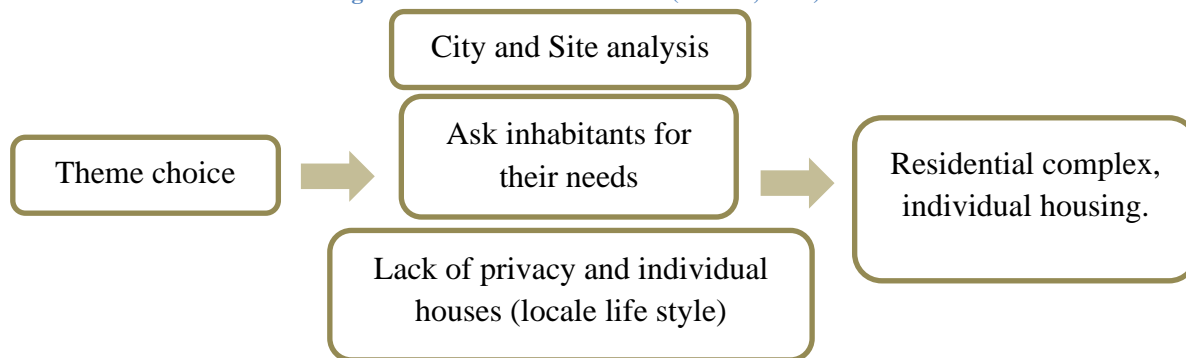 City and Site analysis
Theme choice
Ask inhabitants for
their needs
Lack of privacy and individual
houses (locale life style)
Residential complex,
individual housing.